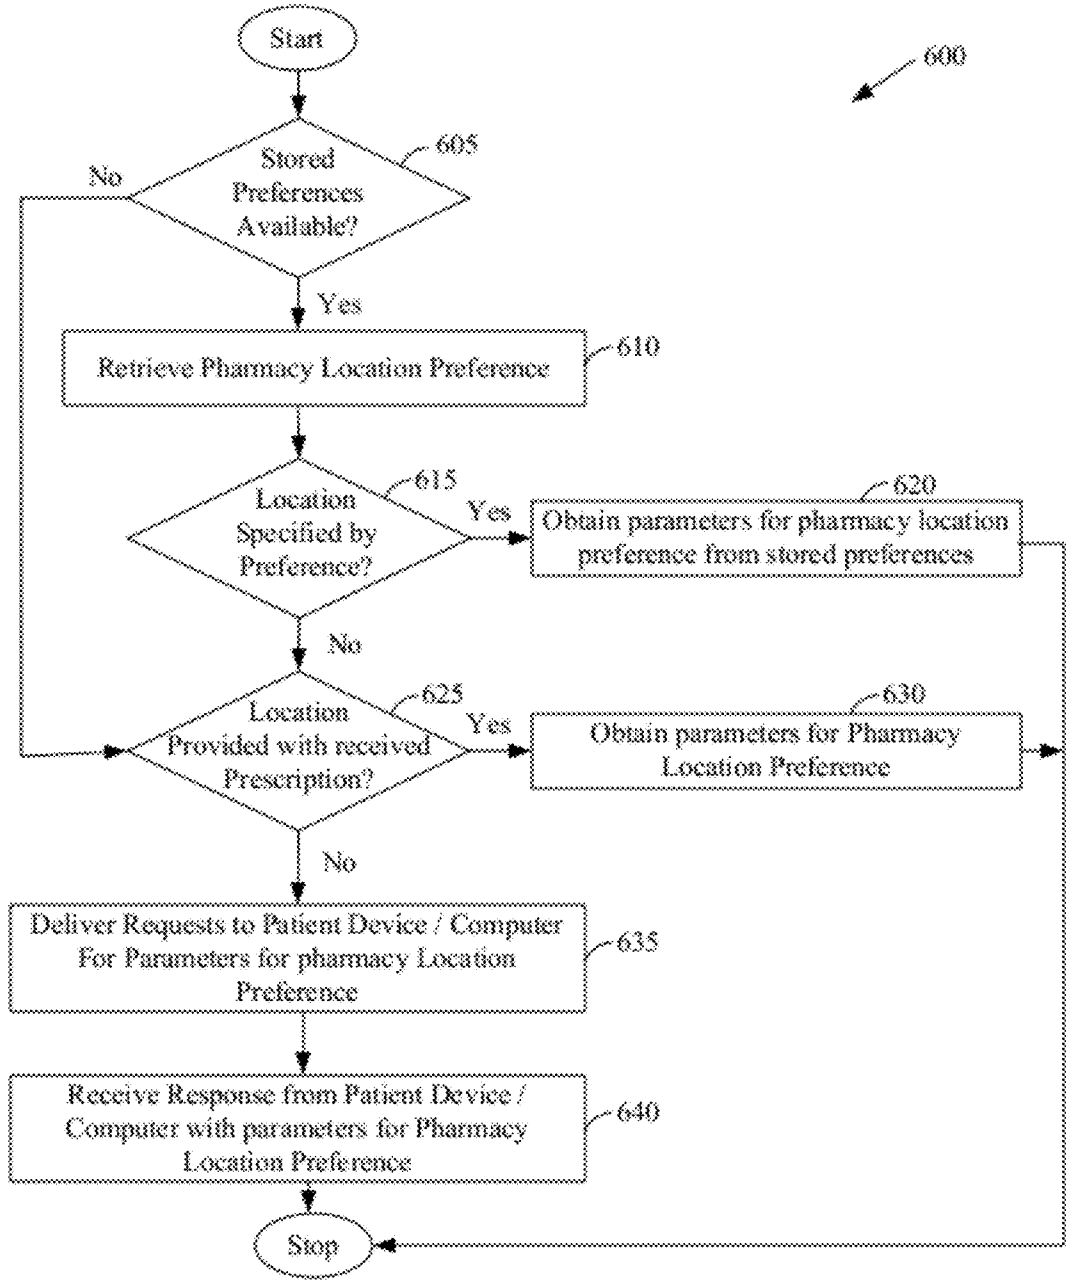 Start
600
605
Stored
Preferences
Available?
No
Yes
Retrieve Pharmacy Location Preference
610
615
Location
Specified by
Preference?
Yes
620
Obtain parameters for pharmacy location
preference from stored preferences
No
625
Location
Provided with received
Prescription?
Yes
630
Obtain parameters for Pharmacy
Location Preference
No
Deliver Requests to Patient Device / Computer
For Parameters for pharmacy Location
Preference
635
Receive Response from Patient Device /
Computer with parameters for Pharmacy
Location Preference
640
Stop